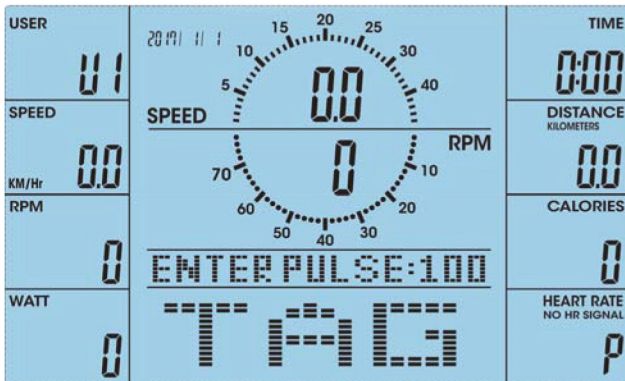 USER
U1
SPEED
KM/Hr 0.0
RPM
0
WATT
0
2017/ 1/ 1
5 10 15 20 25 30 40
0.0
SPEED
RPM
0
70 60 50 40 30 20 10
ENTER PULSE:100
TAG
TIME
0:00
DISTANCE
KILOMETERS
0.0
CALORIES
0
HEART RATE
NO HR SIGNAL
P